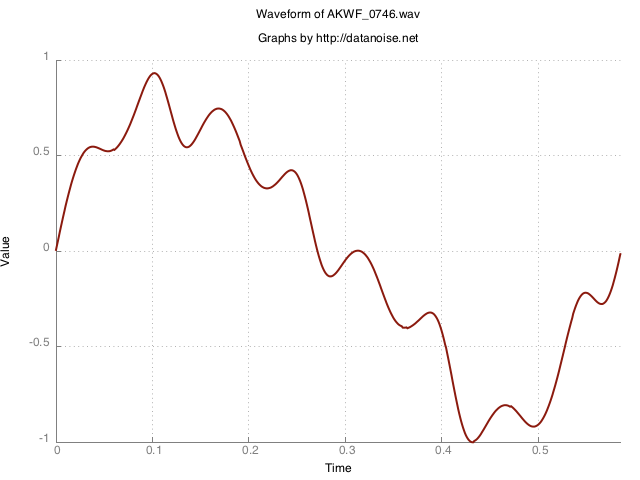 Waveform of AKWF_0746.wav
Graphs by http://datanoise.net
1
0.5
0
-0.5
-1
Value
0 0.1 0.2 0.3 0.4 0.5
Time